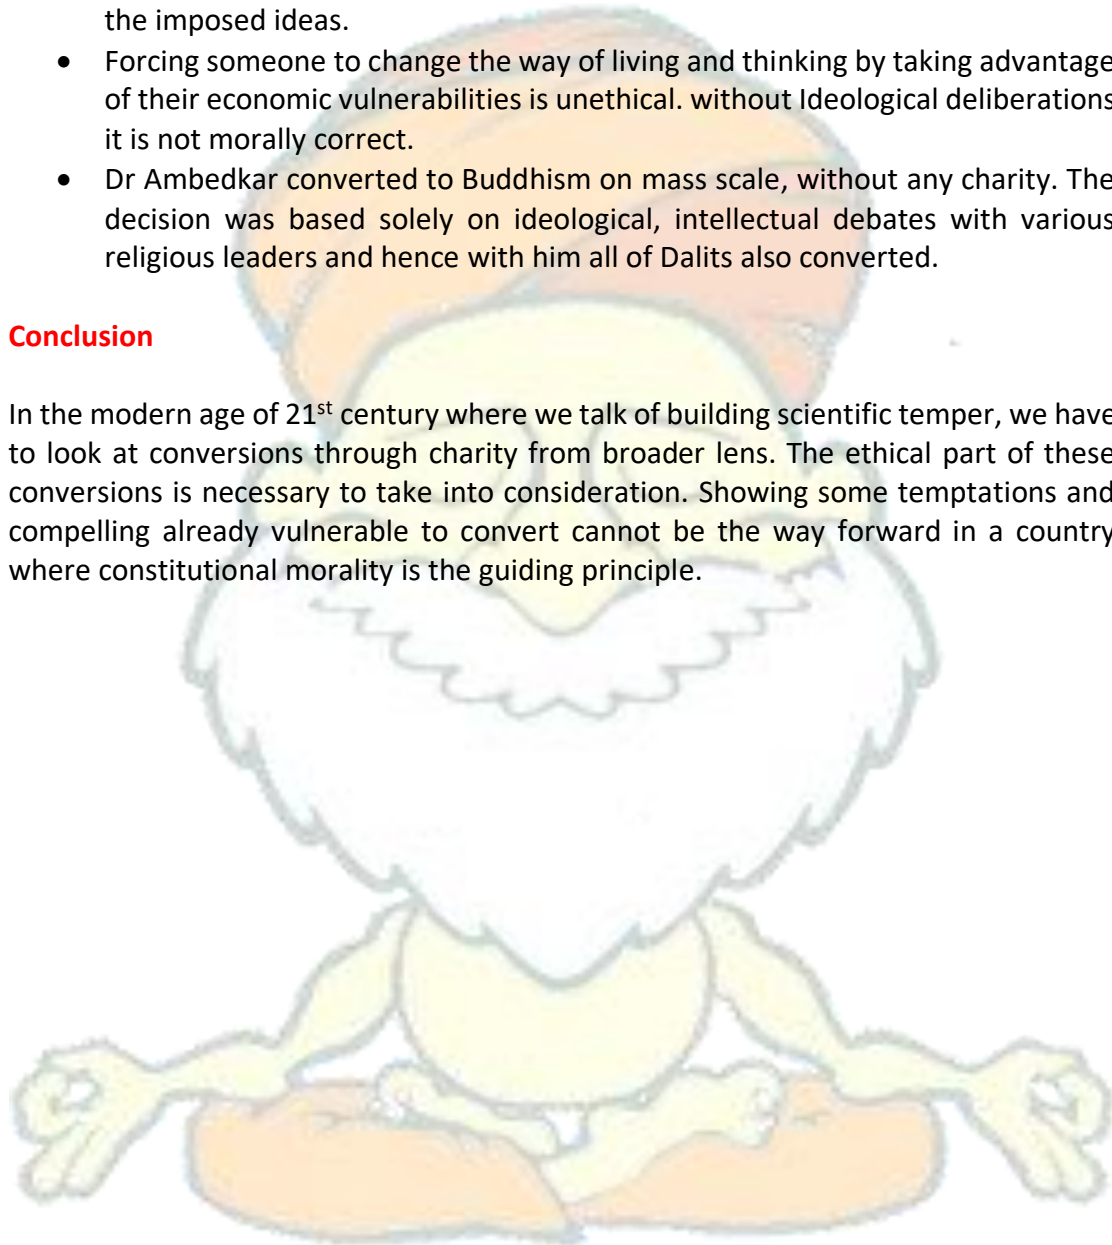 the imposed ideas.
• Forcing someone to change the way of living and thinking by taking advantage
of their economic vulnerabilities is unethical. without Ideological deliberations
it is not morally correct.
• Dr Ambedkar converted to Buddhism on mass scale, without any charity. The
decision was based solely on ideological, intellectual debates with various
religious leaders and hence with him all of Dalits also converted.
Conclusion
In the modern age of 21st century where we talk of building scientific temper, we have
to look at conversions through charity from broader lens. The ethical part of these
conversions is necessary to take into consideration. Showing some temptations and
compelling already vulnerable to convert cannot be the way forward in a country
where constitutional morality is the guiding principle.